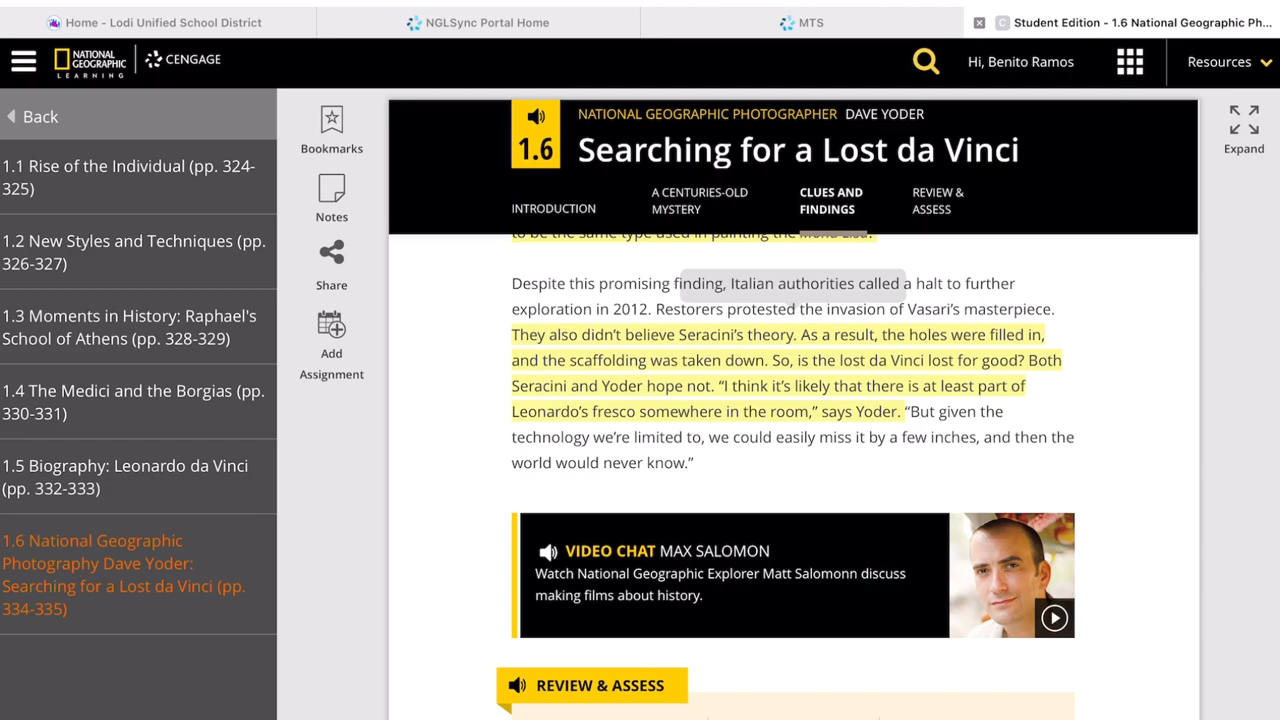 Home - Lodi Unified School District
NGLSync Portal Home
MTS
Student Edition - 1.6 National Geographic Ph...
NATIONAL
GEOGRAPHIC
LEARNING
CENGAGE
Hi, Benito Ramos
Resources
Back
1.1 Rise of the Individual (pp. 324-
325)
1.2 New Styles and Techniques (pp.
326-327)
1.3 Moments in History: Raphael's
School of Athens (pp. 328-329)
1.4 The Medici and the Borgias (pp.
330-331)
1.5 Biography: Leonardo da Vinci
(pp. 332-333)
1.6 National Geographic
Photography Dave Yoder:
Searching for a Lost da Vinci (pp.
334-335)
Bookmarks
Notes
Share
Add
Assignment
NATIONAL GEOGRAPHIC PHOTOGRAPHER DAVE YODER
1.6 Searching for a Lost da Vinci
INTRODUCTION
A CENTURIES-OLD
MYSTERY
CLUES AND
FINDINGS
REVIEW &
ASSESS
Expand
to be the same type used in painting the Mona Lisa.
Despite this promising finding, Italian authorities called a halt to further
exploration in 2012. Restorers protested the invasion of Vasari’s masterpiece.
They also didn’t believe Seracini’s theory. As a result, the holes were filled in,
and the scaffolding was taken down. So, is the lost da Vinci lost for good? Both
Seracini and Yoder hope not. “I think it’s likely that there is at least part of
Leonardo’s fresco somewhere in the room,” says Yoder. “But given the
technology we’re limited to, we could easily miss it by a few inches, and then the
world would never know.”
VIDEO CHAT MAX SALOMON
Watch National Geographic Explorer Matt Salomonn discuss
making films about history.
REVIEW & ASSESS